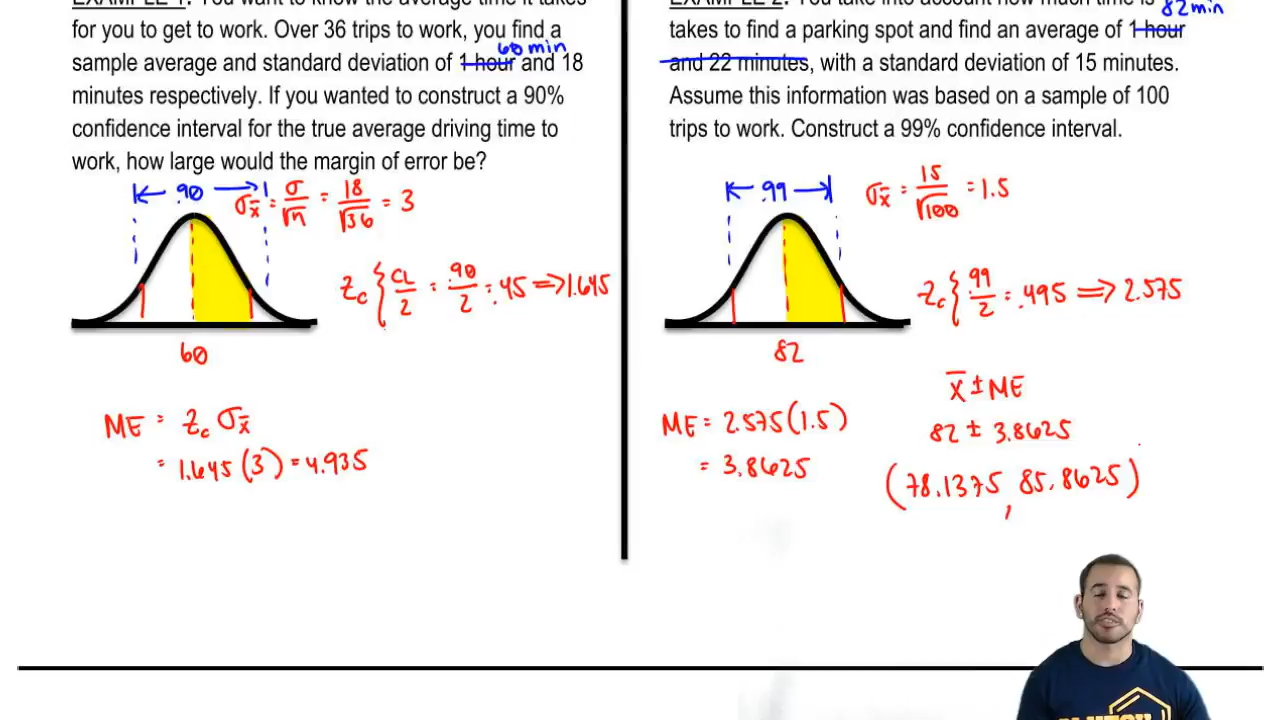 EXAMPLE 1: You want to know the average time it takes
for you to get to work. Over 36 trips to work, you find a
60 min
sample average and standard deviation of 1 hour and 18
minutes respectively. If you wanted to construct a 90%
confidence interval for the true average driving time to
work, how large would the margin of error be?
.90
σx̄ = σ/√n = 18/√36 = 3
Zc { CL/2 = .90/2 = .45 ⇒ 1.645
60
ME = Zc σx̄
= 1.645(3) = 4.935
EXAMPLE 2: You take into account how much time is
82 min
takes to find a parking spot and find an average of 1 hour
and 22 minutes, with a standard deviation of 15 minutes.
Assume this information was based on a sample of 100
trips to work. Construct a 99% confidence interval.
.99
σx̄ = 15/√100 = 1.5
Zc { .99/2 = .495 ⇒ 2.575
82
x̄ ± ME
ME = 2.575(1.5)
82 ± 3.8625
= 3.8625
(78.1375, 85.8625)